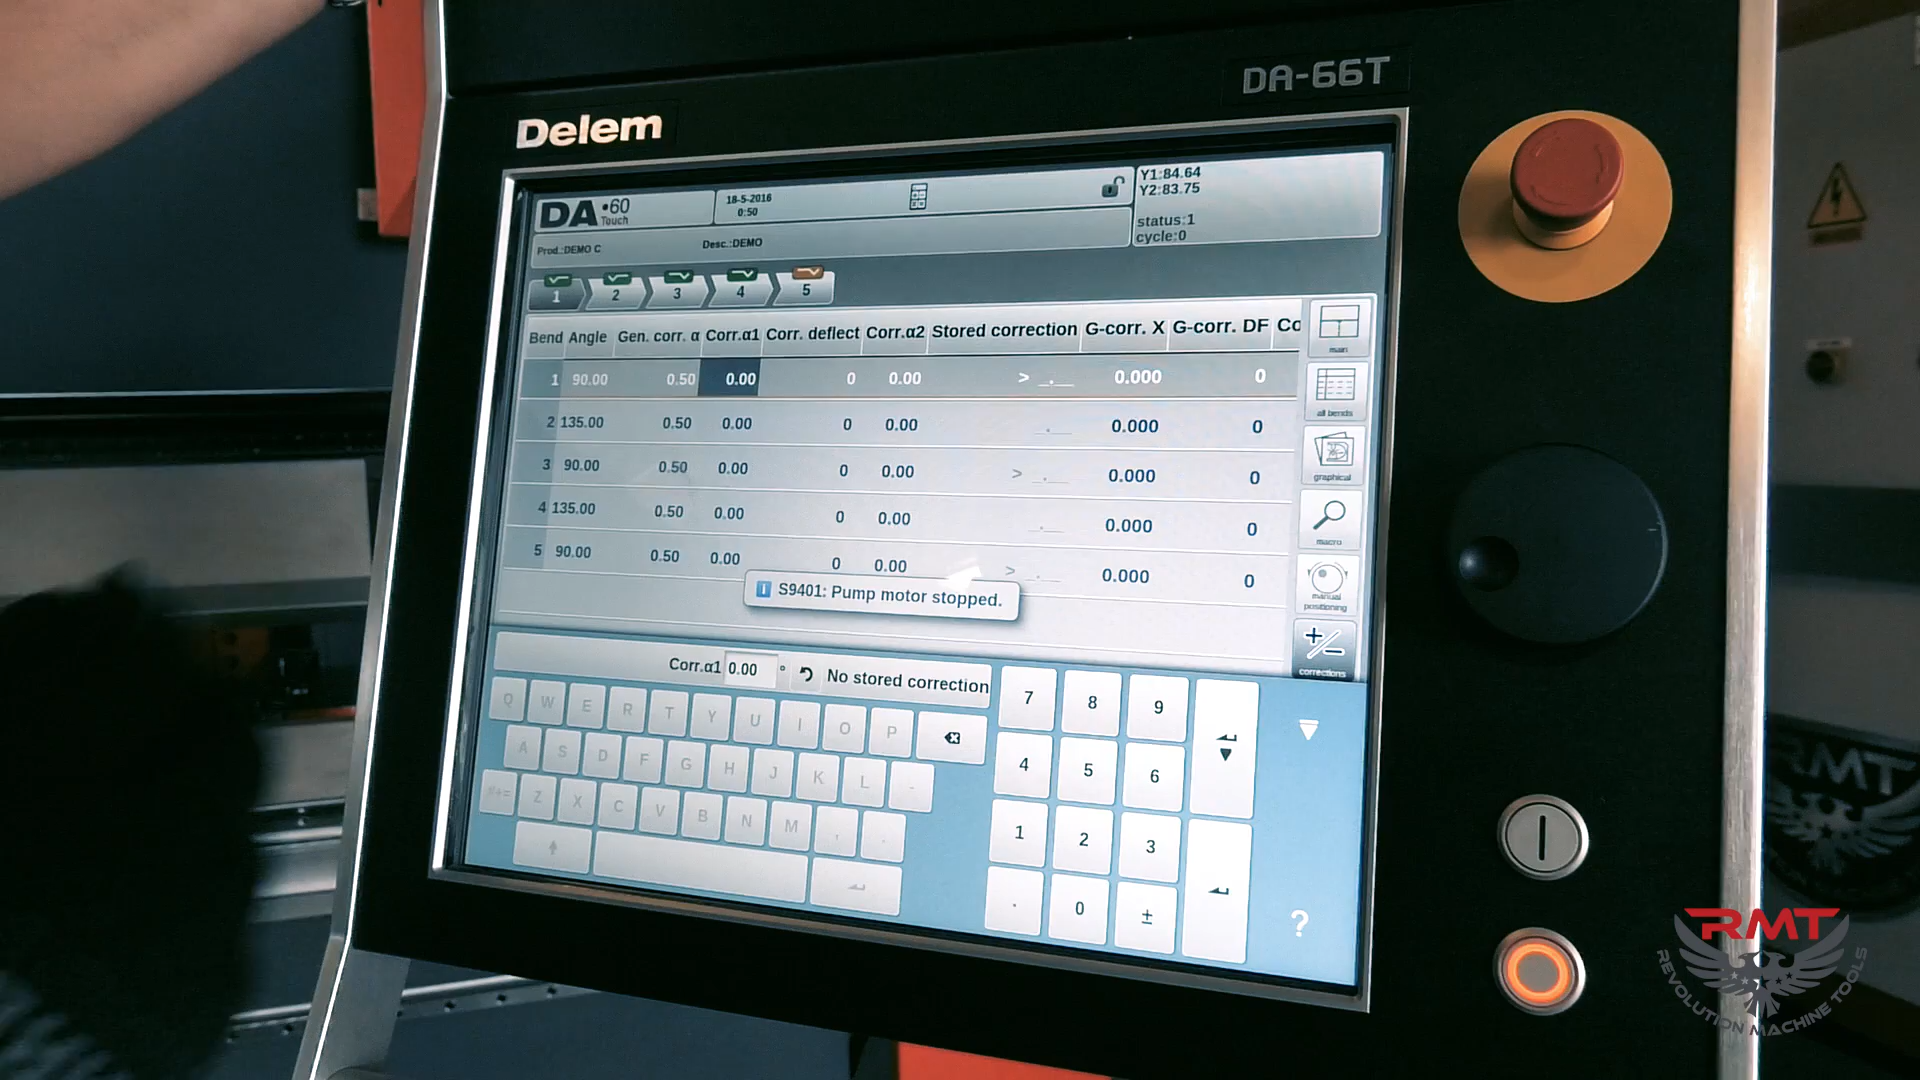 DA-66T
Delem
DA •60 Touch
18-5-2016
0:50
Y1:84.64
Y2:83.75
status:1
cycle:0
Prod.:DEMO C
Desc.:DEMO
1 2 3 4 5
Bend Angle Gen. corr. α Corr.α1 Corr. deflect Corr.α2 Stored correction G-corr. X G-corr. DF Co
1 90.00 0.50 0.00 0 0.00 > _.__ 0.000 0
2 135.00 0.50 0.00 0 0.00 _.__ 0.000 0
3 90.00 0.50 0.00 0 0.00 > _.__ 0.000 0
4 135.00 0.50 0.00 0 0.00 _.__ 0.000 0
5 90.00 0.50 0.00 0 0.00 > _.__ 0.000 0
main
all bends
graphical
macro
manual positioning
corrections
S9401: Pump motor stopped.
Corr.α1 0.00 ° No stored correction
Q W E R T Y U I O P
A S D F G H J K L -
#+= Z X C V B N M , .
7 8 9
4 5 6
1 2 3
. 0 ±
?
RMT
RMT
REVOLUTION MACHINE TOOLS